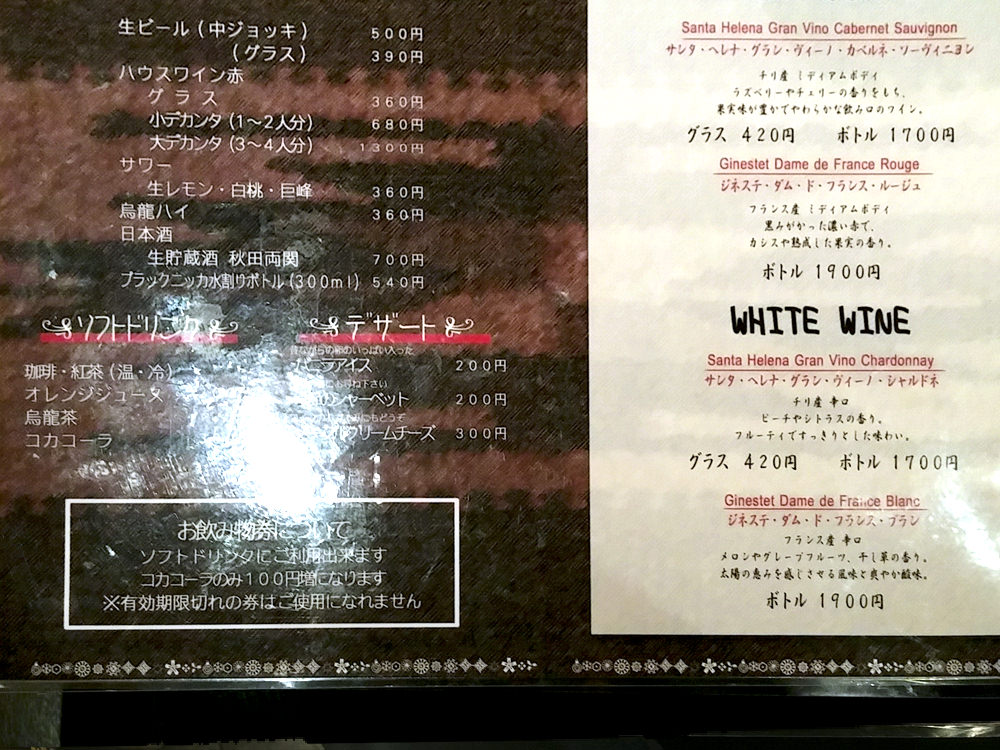 生ビール（中ジョッキ） 500円
（グラス） 390円
ハウスワイン赤
グラス 360円
小デカンタ（1〜2人分） 680円
大デカンタ（3〜4人分） 1300円
サワー
生レモン・白桃・巨峰 360円
烏龍ハイ 360円
日本酒
生貯蔵酒 秋田両関 700円
ブラックニッカ水割りボトル（300ml） 540円
ソフトドリンク
珈琲・紅茶（温・冷）
オレンジジュース
烏龍茶
コカコーラ
デザート
バニラアイス 200円
シャーベット 200円
クリームチーズ 300円
お飲み物券について
ソフトドリンクにご利用出来ます
コカコーラのみ100円増になります
※有効期限切れの券はご使用になれません
Santa Helena Gran Vino Cabernet Sauvignon
サンタ・ヘレナ・グラン・ヴィーノ・カベルネ・ソーヴィニヨン
チリ産 ミディアムボディ
ラズベリーやチェリーの香りをもち、
果実味が豊かでやわらかな飲み口のワイン。
グラス 420円 ボトル 1700円
Ginestet Dame de France Rouge
ジネステ・ダム・ド・フランス・ルージュ
フランス産 ミディアムボディ
黒みがかった濃い赤で、
カシスや熟成した果実の香り。
ボトル 1900円
WHITE WINE
Santa Helena Gran Vino Chardonnay
サンタ・ヘレナ・グラン・ヴィーノ・シャルドネ
チリ産 辛口
ピーチやシトラスの香り、
フルーティですっきりとした味わい。
グラス 420円 ボトル 1700円
Ginestet Dame de France Blanc
ジネステ・ダム・ド・フランス・ブラン
フランス産 辛口
メロンやグレープフルーツ、干し草の香り。
太陽の恵みを感じさせる風味と爽やか酸味。
ボトル 1900円